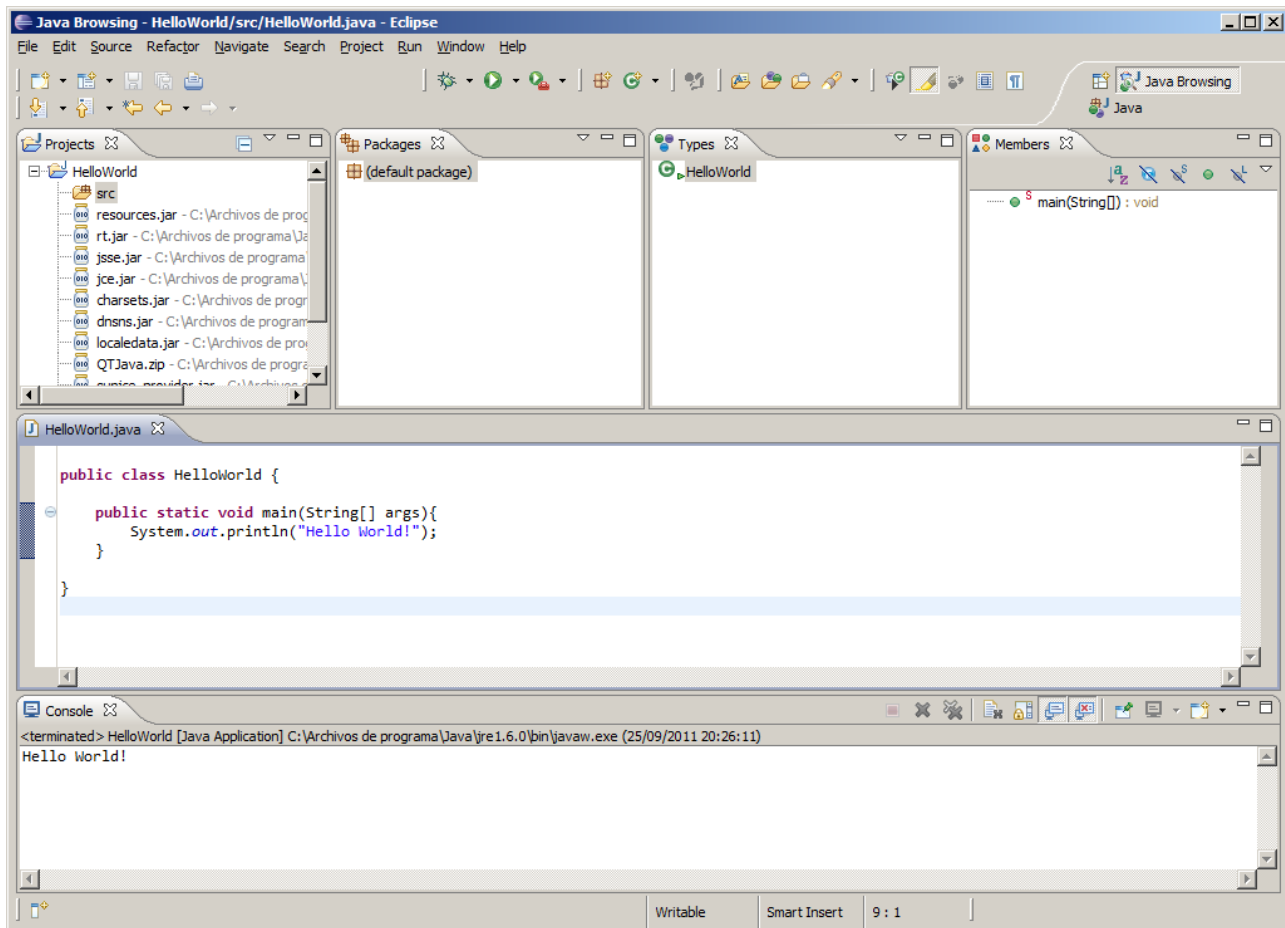 Java Browsing - HelloWorld/src/HelloWorld.java - Eclipse
File Edit Source Refactor Navigate Search Project Run Window Help
Java Browsing
Java
Projects
HelloWorld
src
resources.jar - C:\Archivos de prog
rt.jar - C:\Archivos de programa\Ja
jsse.jar - C:\Archivos de programa
jce.jar - C:\Archivos de programa\J
charsets.jar - C:\Archivos de progr
dnsns.jar - C:\Archivos de program
localedata.jar - C:\Archivos de pro
QTJava.zip - C:\Archivos de progra
Packages
(default package)
Types
HelloWorld
Members
main(String[]) : void
HelloWorld.java
public class HelloWorld {
public static void main(String[] args){
System.out.println("Hello World!");
}
}
Console
<terminated> HelloWorld [Java Application] C:\Archivos de programa\Java\jre1.6.0\bin\javaw.exe (25/09/2011 20:26:11)
Hello World!
Writable Smart Insert 9 : 1